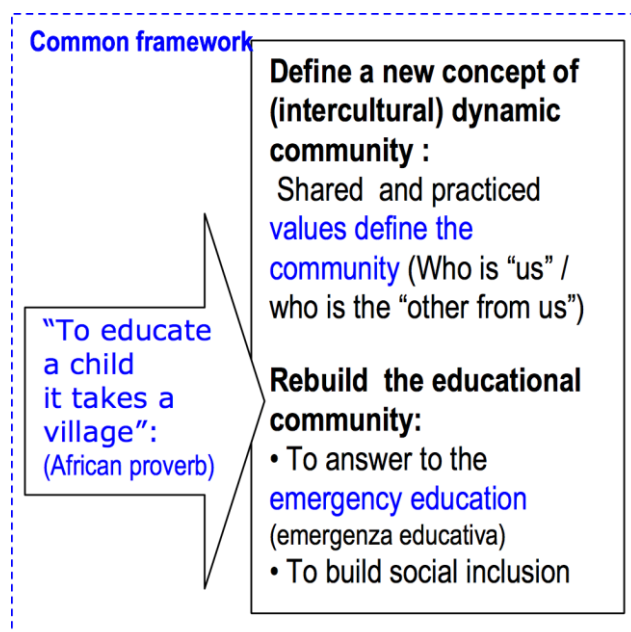 Common framework
Define a new concept of
(intercultural) dynamic
community :
Shared and practiced
values define the
community (Who is “us” /
who is the “other from us”)
“To educate
a child
it takes a
village”:
(African proverb)
Rebuild the educational
community:
• To answer to the
emergency education
(emergenza educativa)
• To build social inclusion